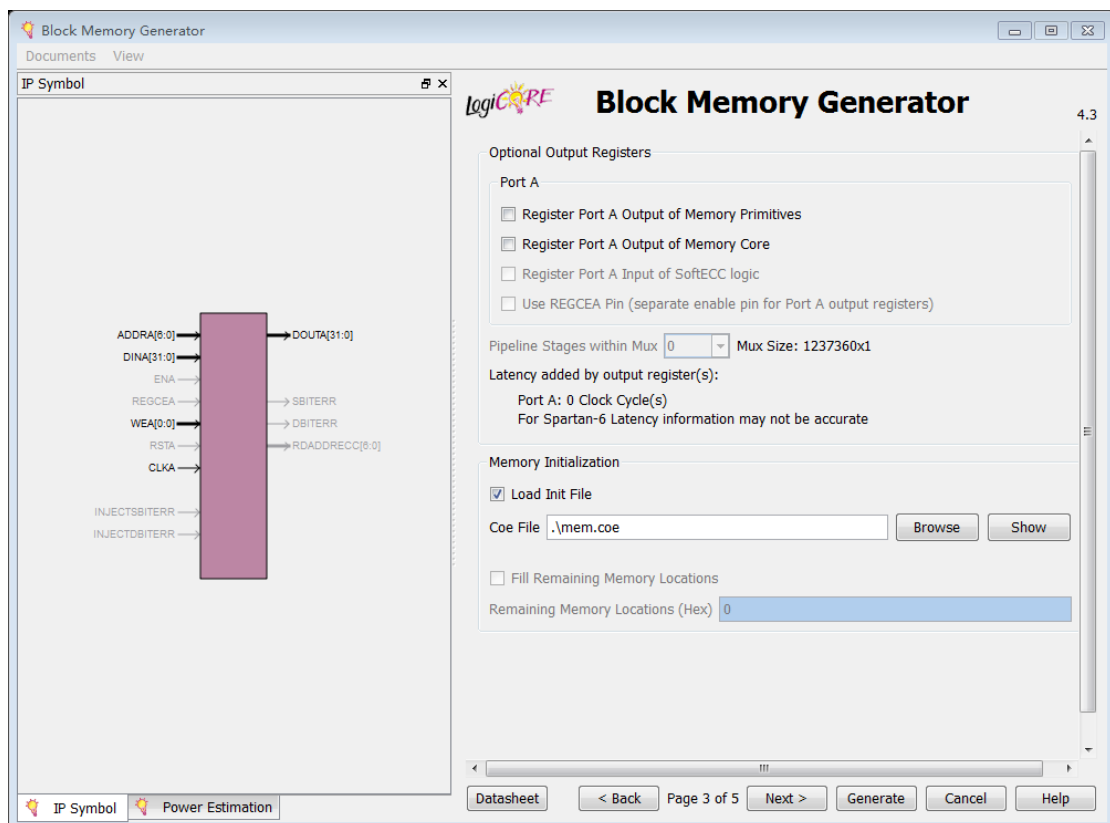 Block Memory Generator
Documents View
IP Symbol
LogiCORE
Block Memory Generator
4.3
ADDRA[6:0]
DINA[31:0]
ENA
REGCEA
WEA[0:0]
RSTA
CLKA
INJECTSBITERR
INJECTDBITERR
DOUTA[31:0]
SBITERR
DBITERR
RDADDRECC[6:0]
Optional Output Registers
Port A
Register Port A Output of Memory Primitives
Register Port A Output of Memory Core
Register Port A Input of SoftECC logic
Use REGCEA Pin (separate enable pin for Port A output registers)
Pipeline Stages within Mux 0 Mux Size: 1237360x1
Latency added by output register(s):
Port A: 0 Clock Cycle(s)
For Spartan-6 Latency information may not be accurate
Memory Initialization
Load Init File
Coe File .\mem.coe Browse Show
Fill Remaining Memory Locations
Remaining Memory Locations (Hex) 0
IP Symbol Power Estimation
Datasheet < Back Page 3 of 5 Next > Generate Cancel Help